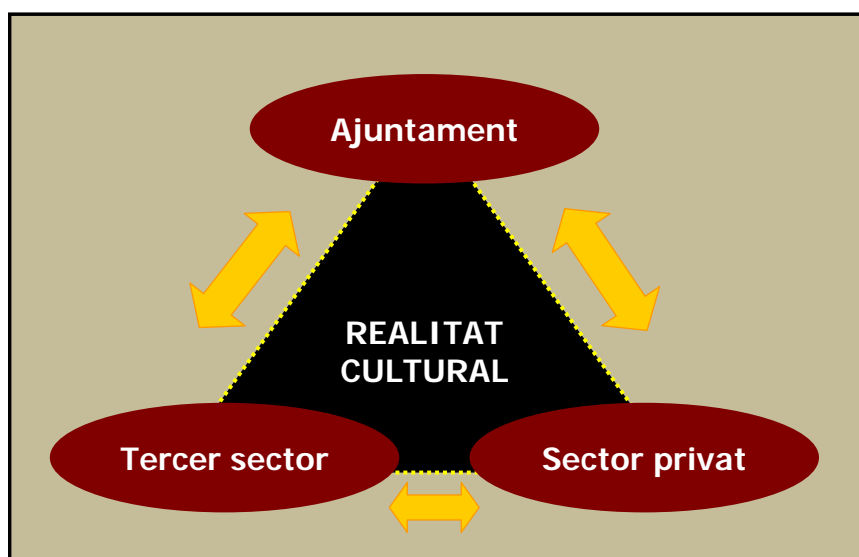 Ajuntament
REALITAT
CULTURAL
Tercer sector
Sector privat